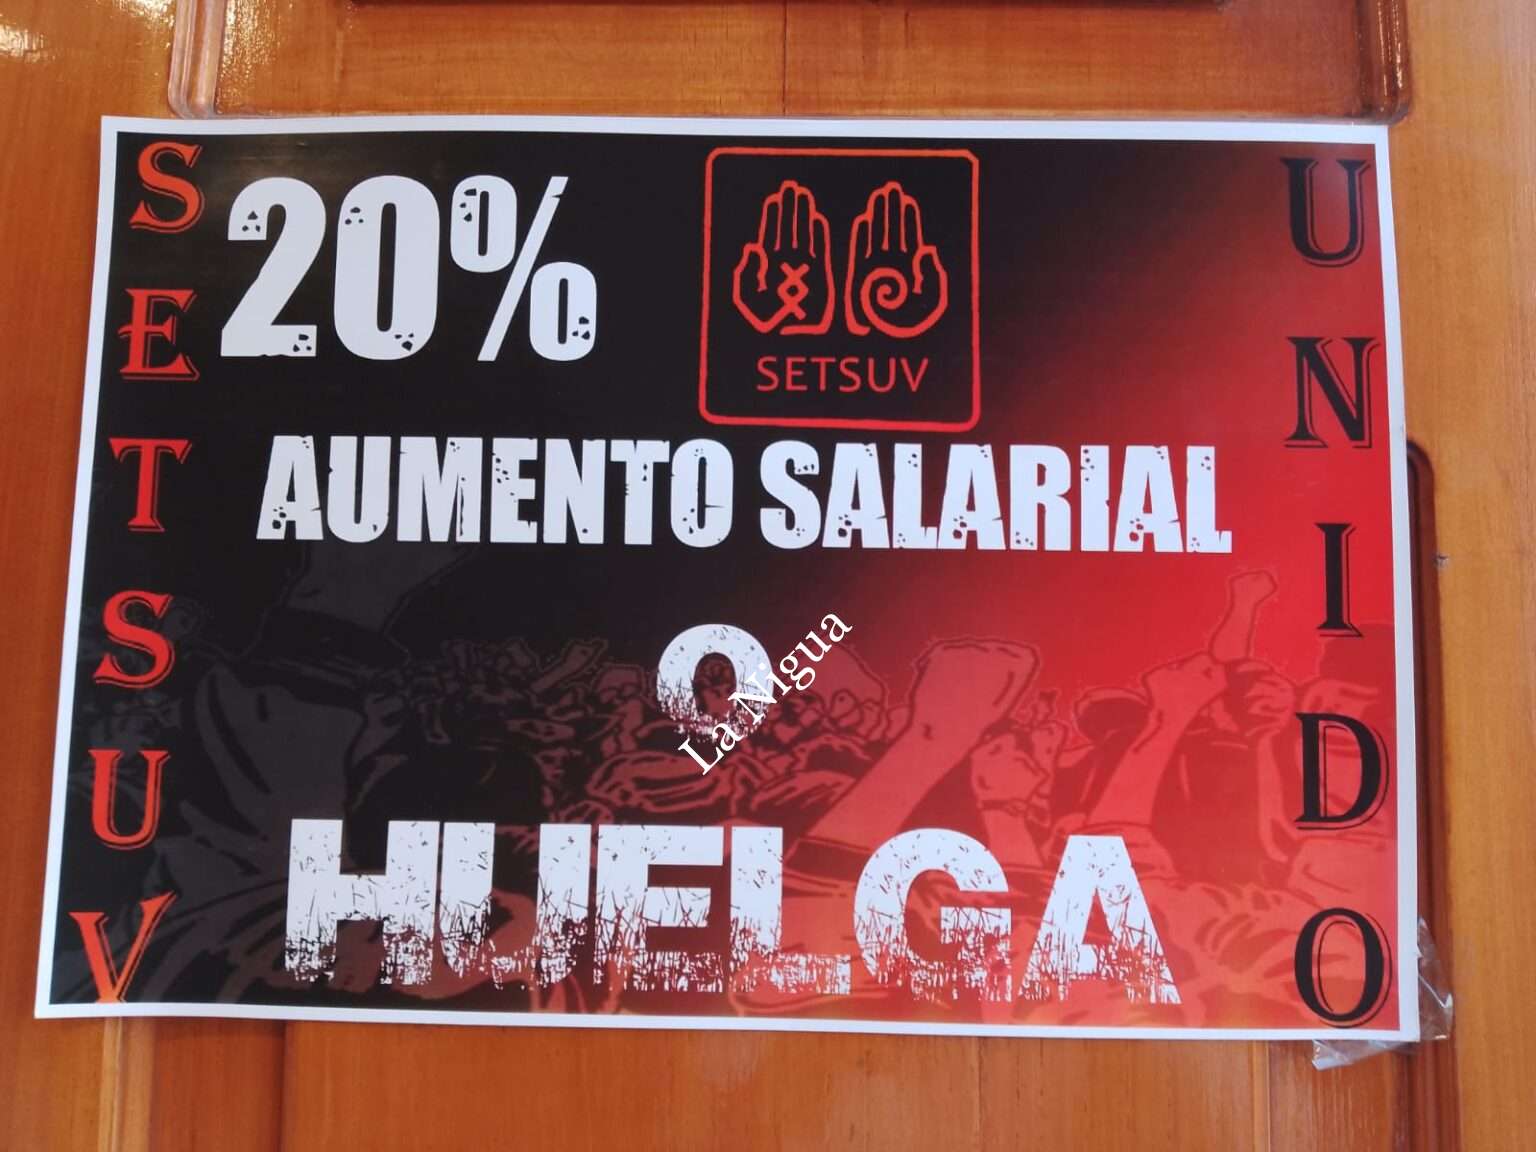 SETSUV
20%
SETSUV
AUMENTO SALARIAL
O
HUELGA
UNIDO
La Nigua